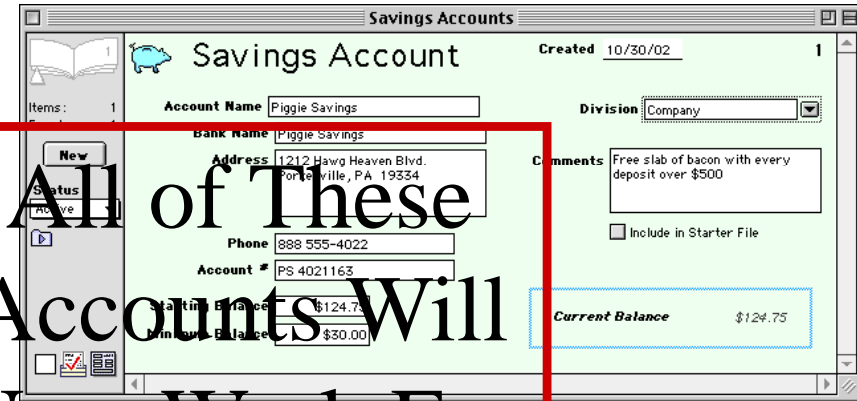 Savings Accounts
1
Savings Account
Created 10/30/02 1
Items: 1
Account Name Piggie Savings
Division Company
Bank Name Piggie Savings
New
Address 1212 Hawg Heaven Blvd.
Porkerville, PA 19334
Comments Free slab of bacon with every
deposit over $500
Status
Active
All of These
Include in Starter File
Phone 888 555-4022
Account # PS 4021163
Accounts Will
Starting Balance $124.75
Minimum Balance $30.00
Current Balance $124.75